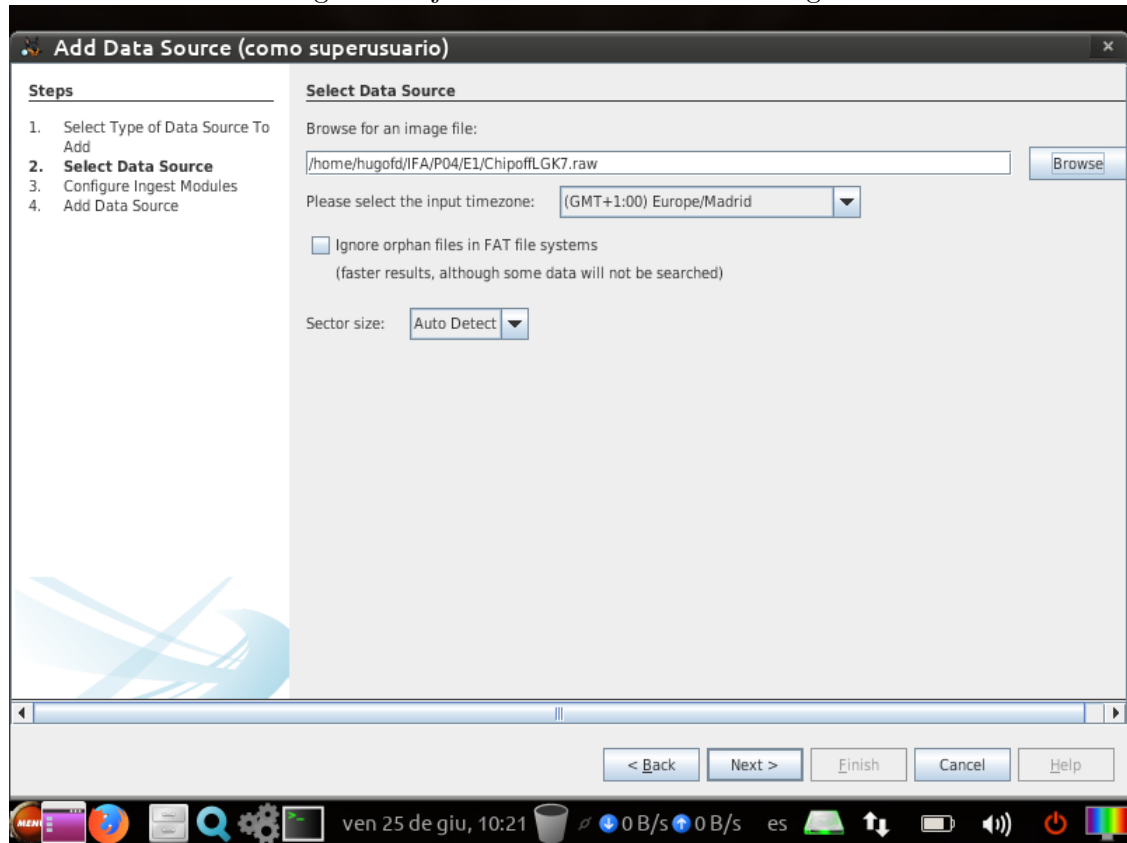 Add Data Source (como superusuario)
Steps
1. Select Type of Data Source To
Add
2. Select Data Source
3. Configure Ingest Modules
4. Add Data Source
Select Data Source
Browse for an image file:
/home/hugofd/IFA/P04/E1/ChipoffLGK7.raw
Browse
Please select the input timezone:
(GMT+1:00) Europe/Madrid
Ignore orphan files in FAT file systems
(faster results, although some data will not be searched)
Sector size:
Auto Detect
< Back
Next >
Finish
Cancel
Help
MENU
ven 25 de giu, 10:21
0 B/s
0 B/s
es